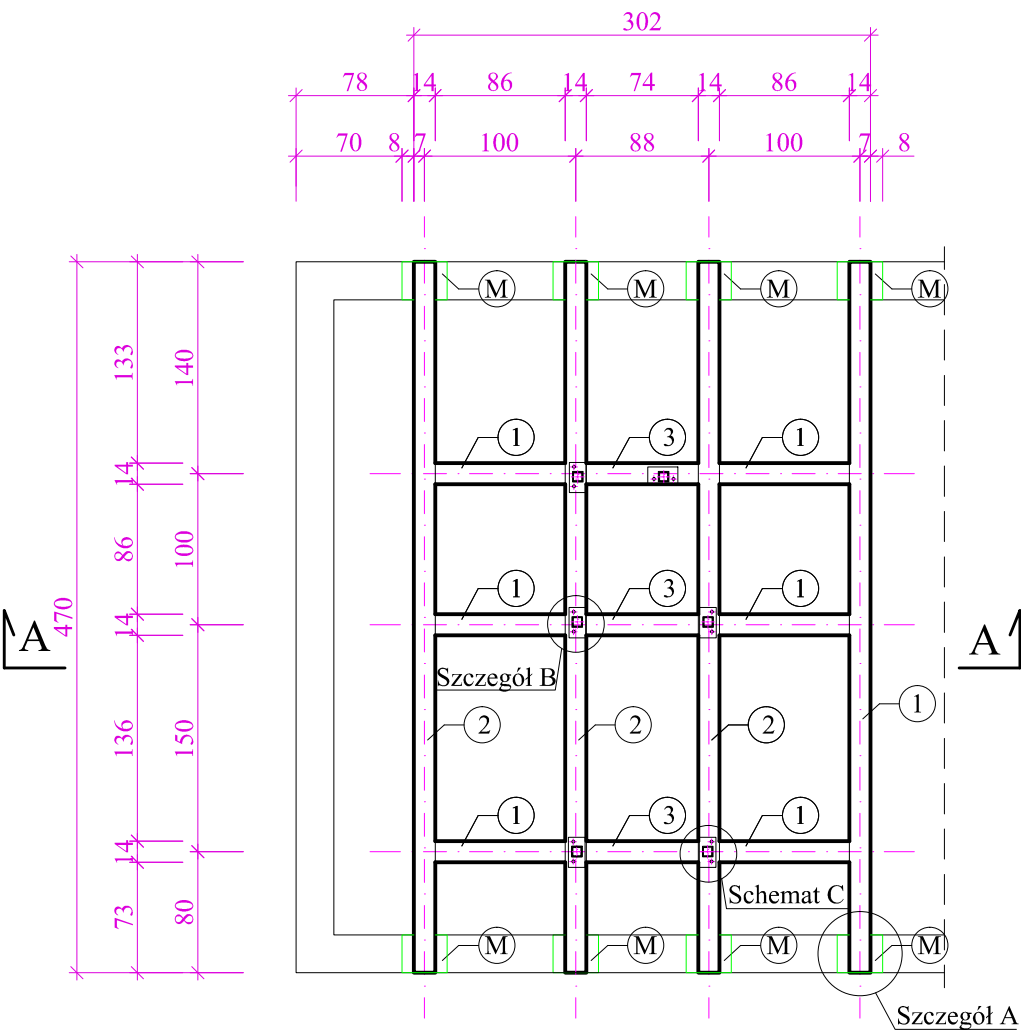 302
78 14 86 14 74 14 86 14
70 8 7 100 88 100 7 8
M M M M
133 140
1 3 1
14
86 100
1 3 1
14
470
A A
Szczegół B
1
2 2 2
136 150
1 3 1
14
Schemat C
73 80
M M M M
Szczegół A